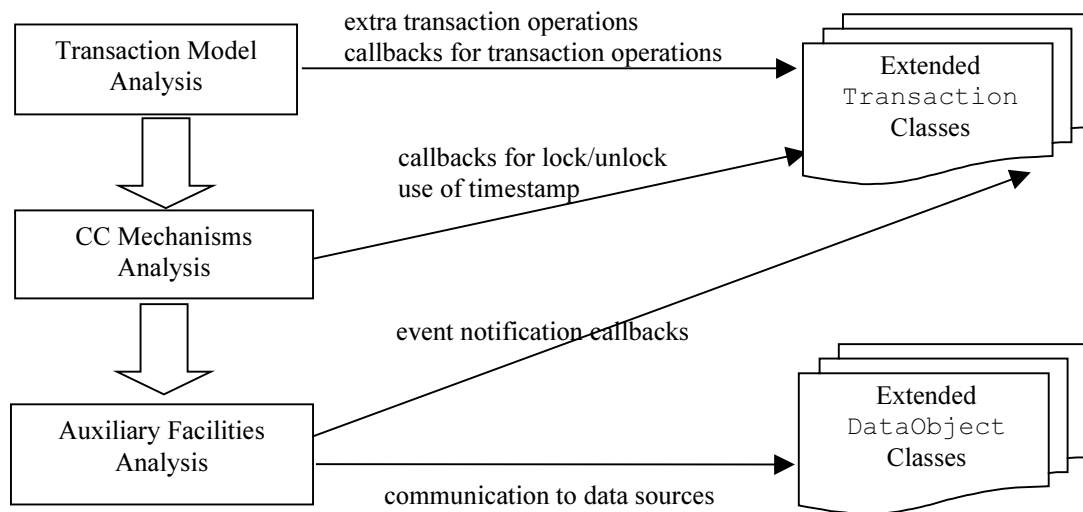 extra transaction operations
callbacks for transaction operations
Transaction Model
Analysis
Extended
Transaction
Classes
callbacks for lock/unlock
use of timestamp
CC Mechanisms
Analysis
event notification callbacks
Auxiliary Facilities
Analysis
Extended
DataObject
Classes
communication to data sources